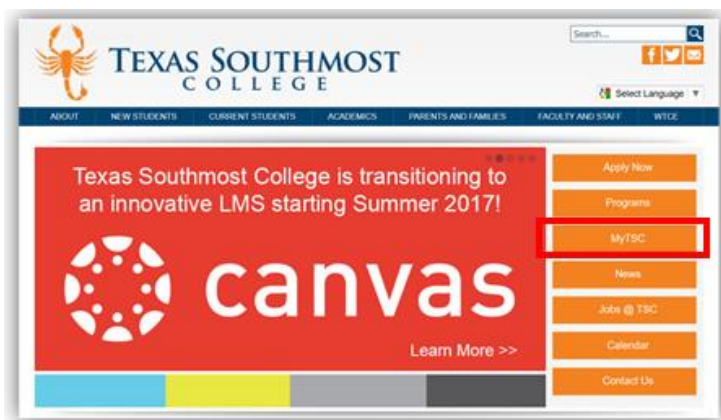 Search...
TEXAS SOUTHMOST
COLLEGE
Select Language
ABOUT NEW STUDENTS CURRENT STUDENTS ACADEMICS PARENTS AND FAMILIES FACULTY AND STAFF WTCE
Texas Southmost College is transitioning to
an innovative LMS starting Summer 2017!
canvas
Learn More >>
Apply Now
Programs
MyTSC
News
Jobs @ TSC
Calendar
Contact Us